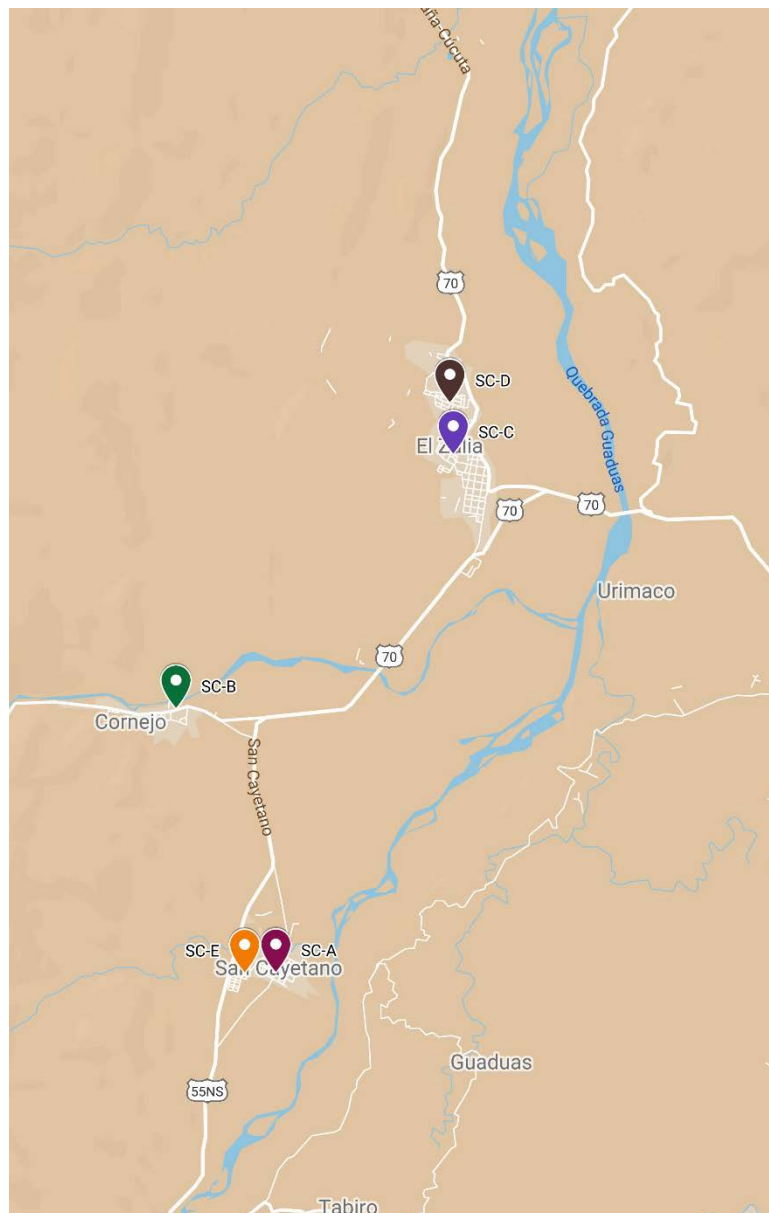 aña-Cúcuta
70
SC-D
Quebrada Guaduas
SC-C
El Zulia
70
70
Urimaco
70
SC-B
Cornejo
San Cayetano
SC-E
SC-A
San Cayetano
Guaduas
55NS
Tabiro